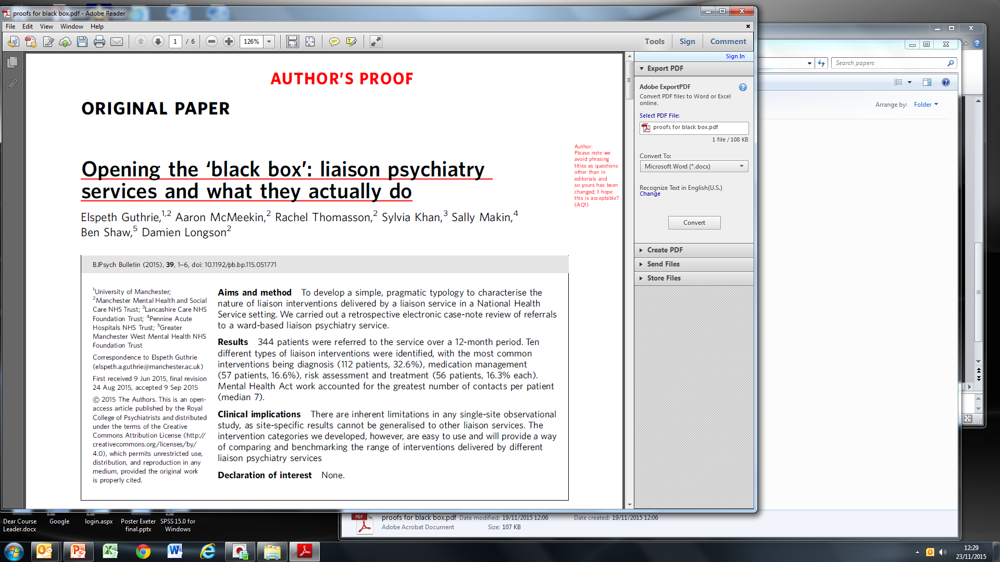 proofs for black box.pdf - Adobe Reader
File Edit View Window Help
1 / 6 126%
Tools Sign Comment
Sign In
AUTHOR'S PROOF
ORIGINAL PAPER
Opening the ‘black box’: liaison psychiatry
services and what they actually do
Elspeth Guthrie,1,2 Aaron McMeekin,2 Rachel Thomasson,2 Sylvia Khan,3 Sally Makin,4
Ben Shaw,5 Damien Longson2
Author:
Please note we
avoid phrasing
titles as questions
other than in
editorials and
so yours has been
changed; I hope
this is acceptable?
(AQ1)
BJPsych Bulletin (2015), 39, 1–6, doi: 10.1192/pb.bp.115.051771
1University of Manchester;
2Manchester Mental Health and Social
Care NHS Trust; 3Lancashire Care NHS
Foundation Trust; 4Pennine Acute
Hospitals NHS Trust; 5Greater
Manchester West Mental Health NHS
Foundation Trust
Correspondence to Elspeth Guthrie
(elspeth.a.guthrie@manchester.ac.uk)
First received 9 Jun 2015, final revision
24 Aug 2015, accepted 9 Sep 2015
© 2015 The Authors. This is an open-
access article published by the Royal
College of Psychiatrists and distributed
under the terms of the Creative
Commons Attribution License (http://
creativecommons.org/licenses/by/
4.0), which permits unrestricted use,
distribution, and reproduction in any
medium, provided the original work
is properly cited.
Aims and method To develop a simple, pragmatic typology to characterise the
nature of liaison interventions delivered by a liaison service in a National Health
Service setting. We carried out a retrospective electronic case-note review of referrals
to a ward-based liaison psychiatry service.
Results 344 patients were referred to the service over a 12-month period. Ten
different types of liaison interventions were identified, with the most common
interventions being diagnosis (112 patients, 32.6%), medication management
(57 patients, 16.6%), risk assessment and treatment (56 patients, 16.3% each).
Mental Health Act work accounted for the greatest number of contacts per patient
(median 7).
Clinical implications There are inherent limitations in any single-site observational
study, as site-specific results cannot be generalised to other liaison services. The
intervention categories we developed, however, are easy to use and will provide a way
of comparing and benchmarking the range of interventions delivered by different
liaison psychiatry services
Declaration of interest None.
Export PDF
Adobe ExportPDF
Convert PDF files to Word or Excel
online.
Select PDF File:
proofs for black box.pdf
1 file / 108 KB
Convert To:
Microsoft Word (*.docx)
Recognize Text in English(U.S.)
Change
Convert
Create PDF
Send Files
Store Files
Search papers
Arrange by: Folder
PDF
proofs for black box.pdf Date modified: 19/11/2015 12:06 Date created: 19/11/2015 12:06
Adobe Acrobat Document Size: 107 KB
Dear Course
Leader.docx
Google
login.aspx
Poster Exeter
final.pptx
SPSS 15.0 for
Windows
12:29
23/11/2015